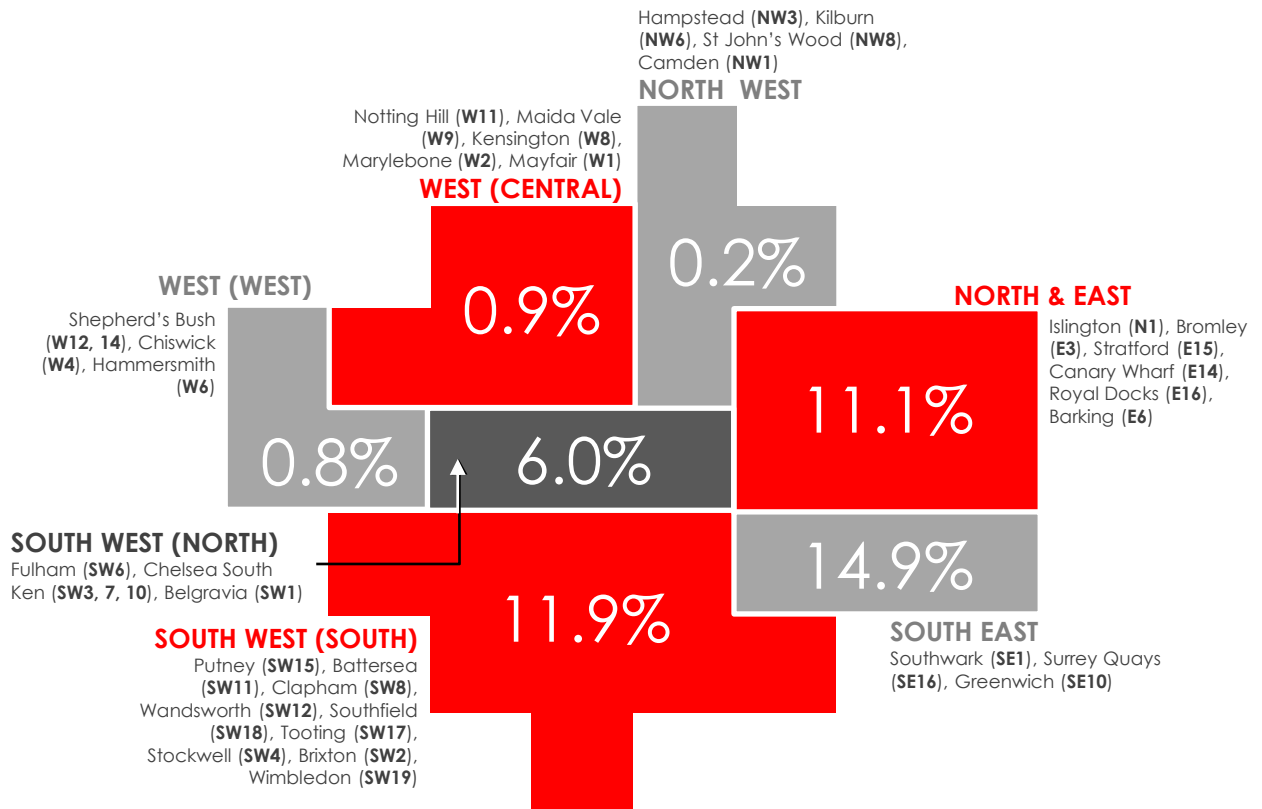 Hampstead (NW3), Kilburn
(NW6), St John's Wood (NW8),
Camden (NW1)
NORTH WEST
0.2%
Notting Hill (W11), Maida Vale
(W9), Kensington (W8),
Marylebone (W2), Mayfair (W1)
WEST (CENTRAL)
0.9%
WEST (WEST)
Shepherd's Bush
(W12, 14), Chiswick
(W4), Hammersmith
(W6)
0.8%
NORTH & EAST
Islington (N1), Bromley
(E3), Stratford (E15),
Canary Wharf (E14),
Royal Docks (E16),
Barking (E6)
11.1%
6.0%
SOUTH WEST (NORTH)
Fulham (SW6), Chelsea South
Ken (SW3, 7, 10), Belgravia (SW1)
14.9%
SOUTH EAST
Southwark (SE1), Surrey Quays
(SE16), Greenwich (SE10)
11.9%
SOUTH WEST (SOUTH)
Putney (SW15), Battersea
(SW11), Clapham (SW8),
Wandsworth (SW12), Southfield
(SW18), Tooting (SW17),
Stockwell (SW4), Brixton (SW2),
Wimbledon (SW19)